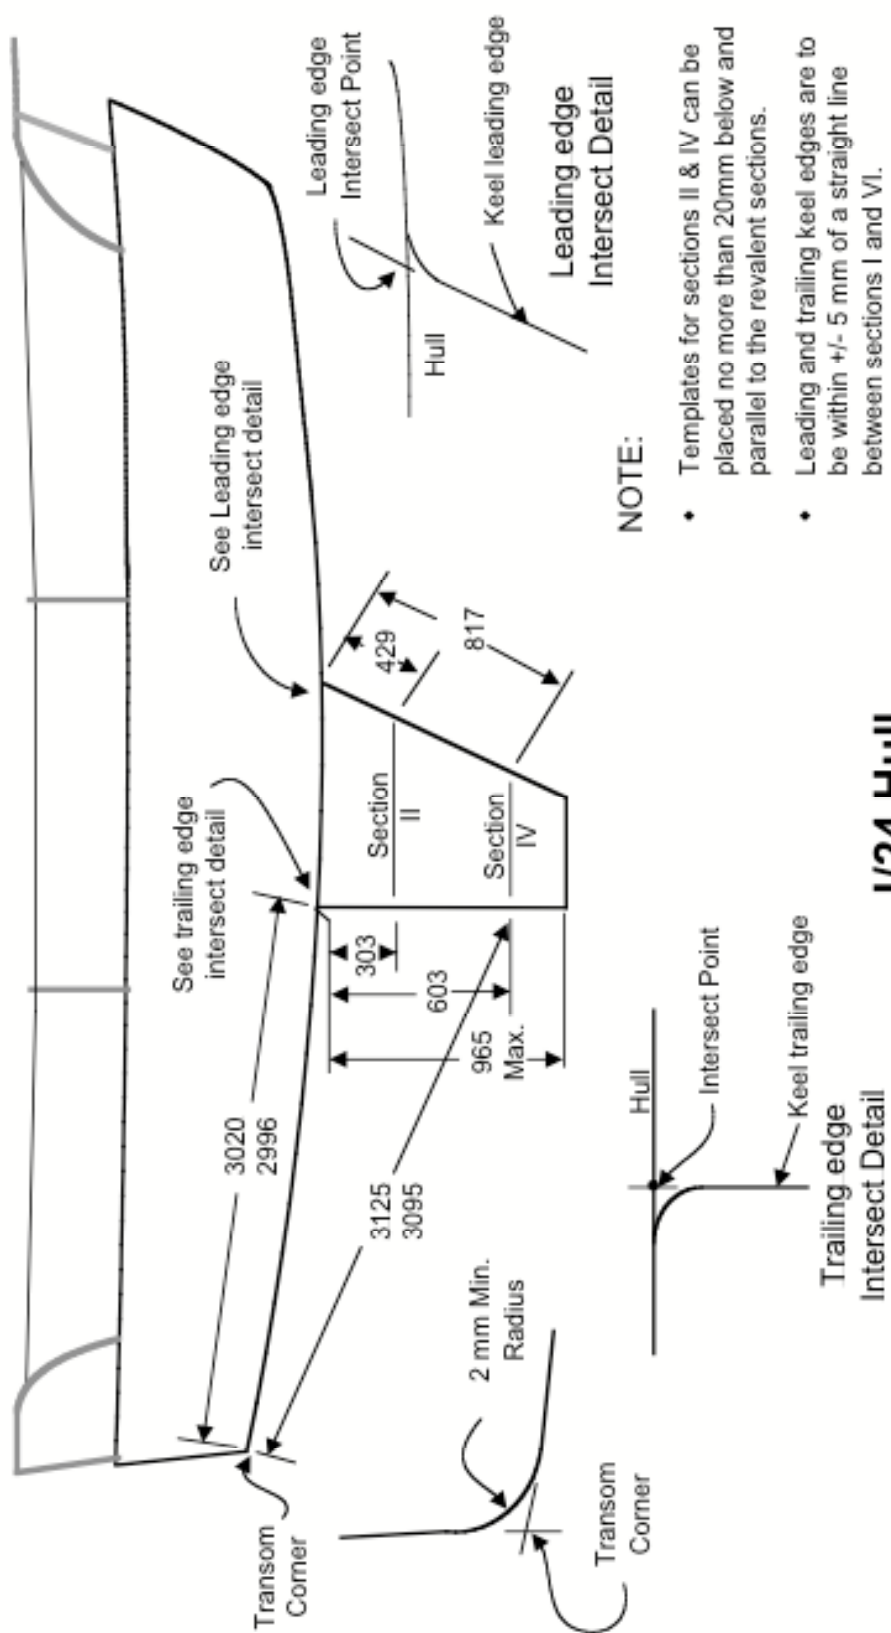 See Leading edge
intersect detail
See trailing edge
intersect detail
Leading edge
Intersect Point
Hull
Keel leading edge
Leading edge
Intersect Detail
3020
2996
3125
3095
303
603
965
Max.
Section
II
Section
IV
429
817
Transom
Corner
2 mm Min.
Radius
Transom
Corner
Hull
Intersect Point
Keel trailing edge
Trailing edge
Intersect Detail
NOTE:
• Templates for sections II & IV can be
placed no more than 20mm below and
parallel to the revalent sections.
• Leading and trailing keel edges are to
be within +/- 5 mm of a straight line
between sections I and VI.